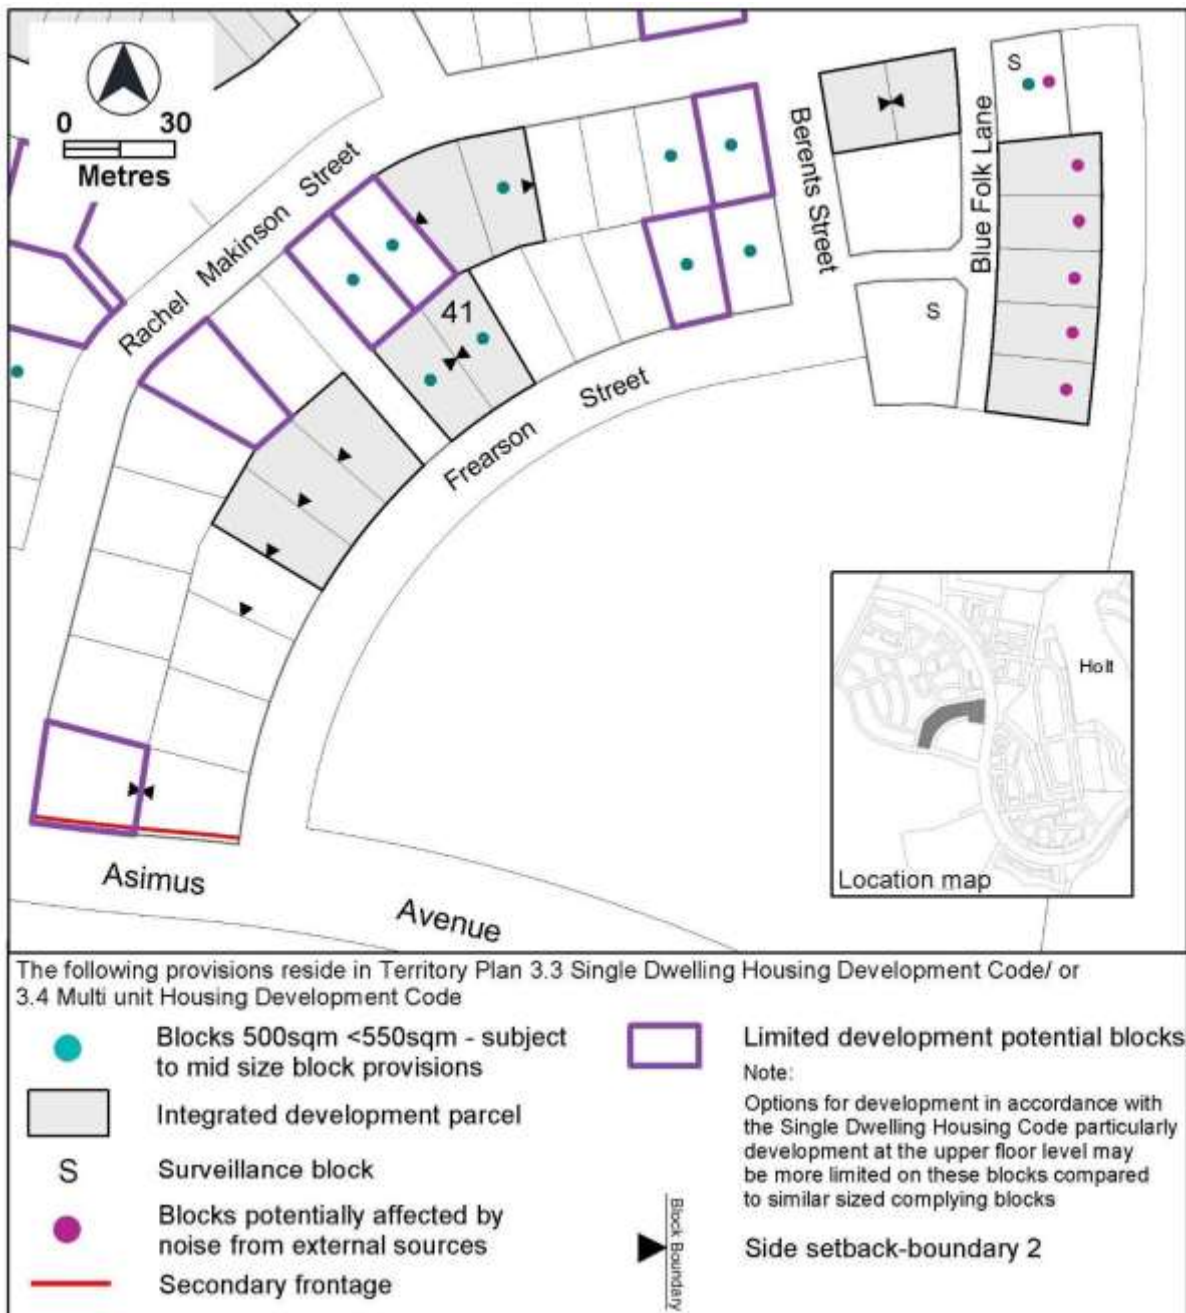 0 30
Metres
Rachel Makinson Street
41
Frearson Street
Berents Street
Blue Folk Lane
S
S
Asimus
Avenue
Holt
Location map
The following provisions reside in Territory Plan 3.3 Single Dwelling Housing Development Code/ or
3.4 Multi unit Housing Development Code
Blocks 500sqm <550sqm - subject
to mid size block provisions
Integrated development parcel
S Surveillance block
Blocks potentially affected by
noise from external sources
Secondary frontage
Limited development potential blocks
Note:
Options for development in accordance with
the Single Dwelling Housing Code particularly
development at the upper floor level may
be more limited on these blocks compared
to similar sized complying blocks
Block Boundary
Side setback-boundary 2